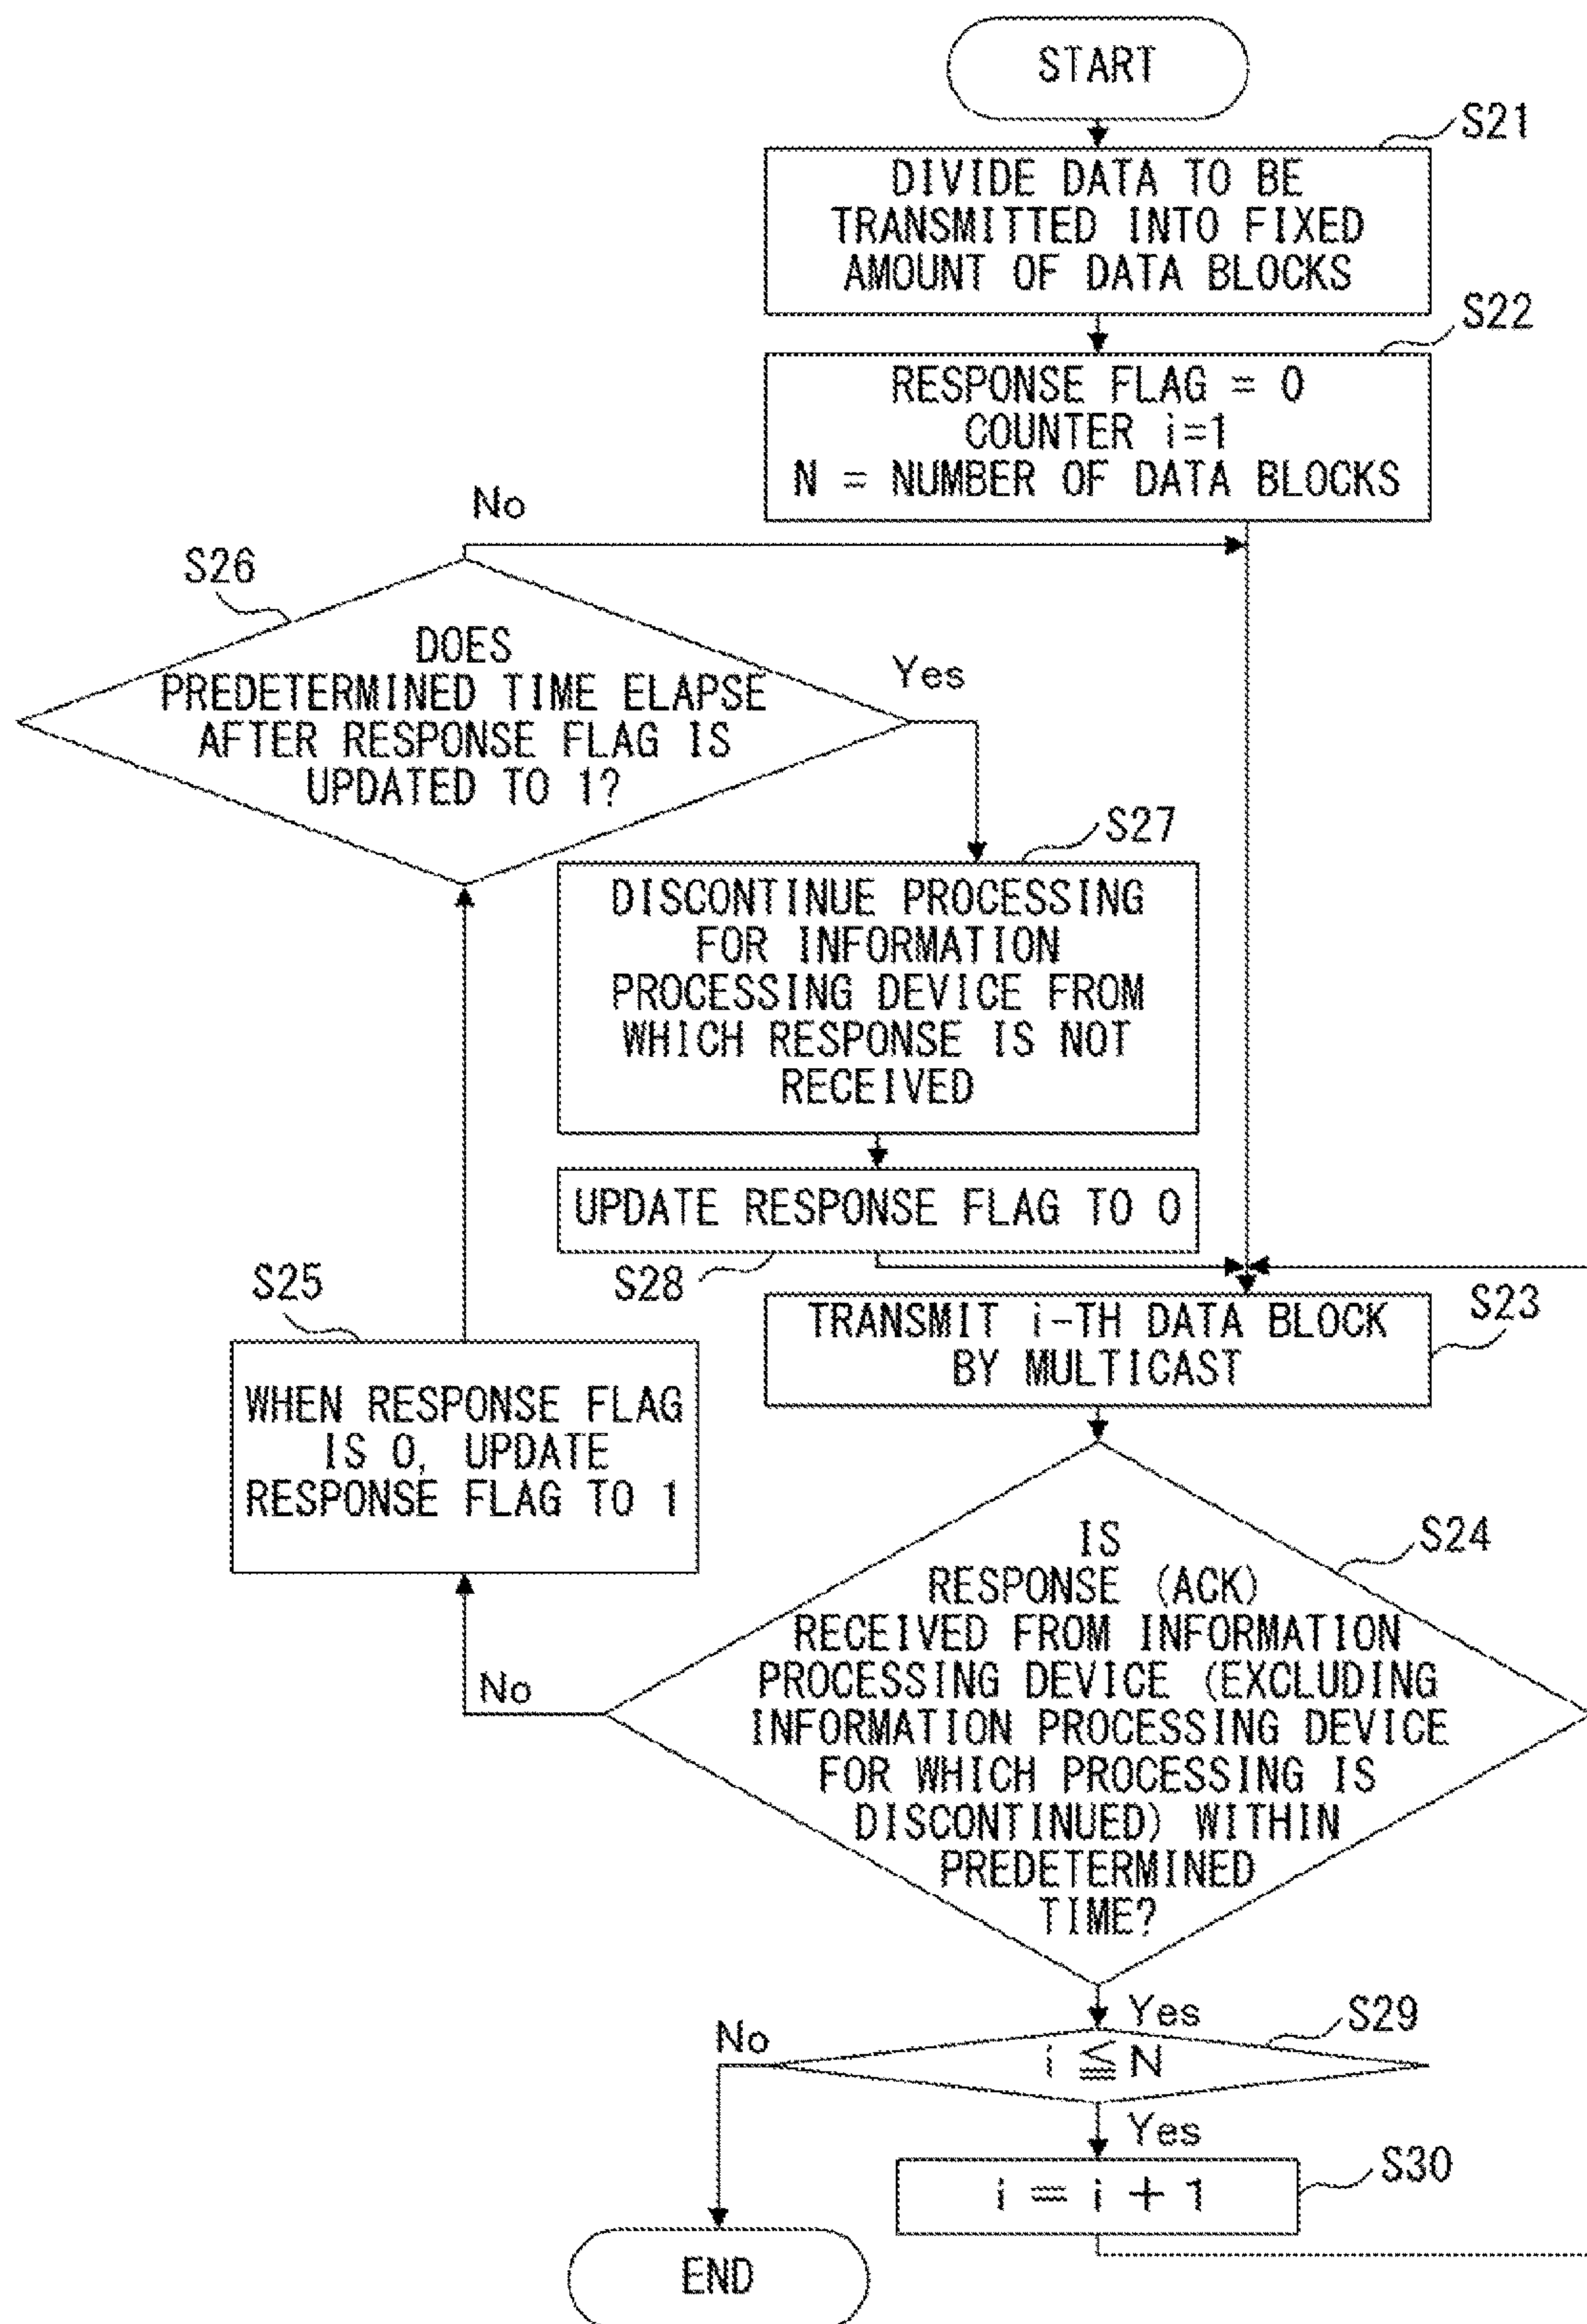 START
S21
DIVIDE DATA TO BE
TRANSMITTED INTO FIXED
AMOUNT OF DATA BLOCKS
S22
RESPONSE FLAG = 0
COUNTER i=1
N = NUMBER OF DATA BLOCKS
No
S26
DOES
PREDETERMINED TIME ELAPSE
AFTER RESPONSE FLAG IS
UPDATED TO 1?
Yes
S27
DISCONTINUE PROCESSING
FOR INFORMATION
PROCESSING DEVICE FROM
WHICH RESPONSE IS NOT
RECEIVED
UPDATE RESPONSE FLAG TO 0
S28
S25
WHEN RESPONSE FLAG
IS 0, UPDATE
RESPONSE FLAG TO 1
S23
TRANSMIT i-TH DATA BLOCK
BY MULTICAST
S24
IS
RESPONSE (ACK)
RECEIVED FROM INFORMATION
PROCESSING DEVICE (EXCLUDING
INFORMATION PROCESSING DEVICE
FOR WHICH PROCESSING IS
DISCONTINUED) WITHIN
PREDETERMINED
TIME?
No
Yes
S29
i ≦ N
No
Yes
S30
i = i + 1
END